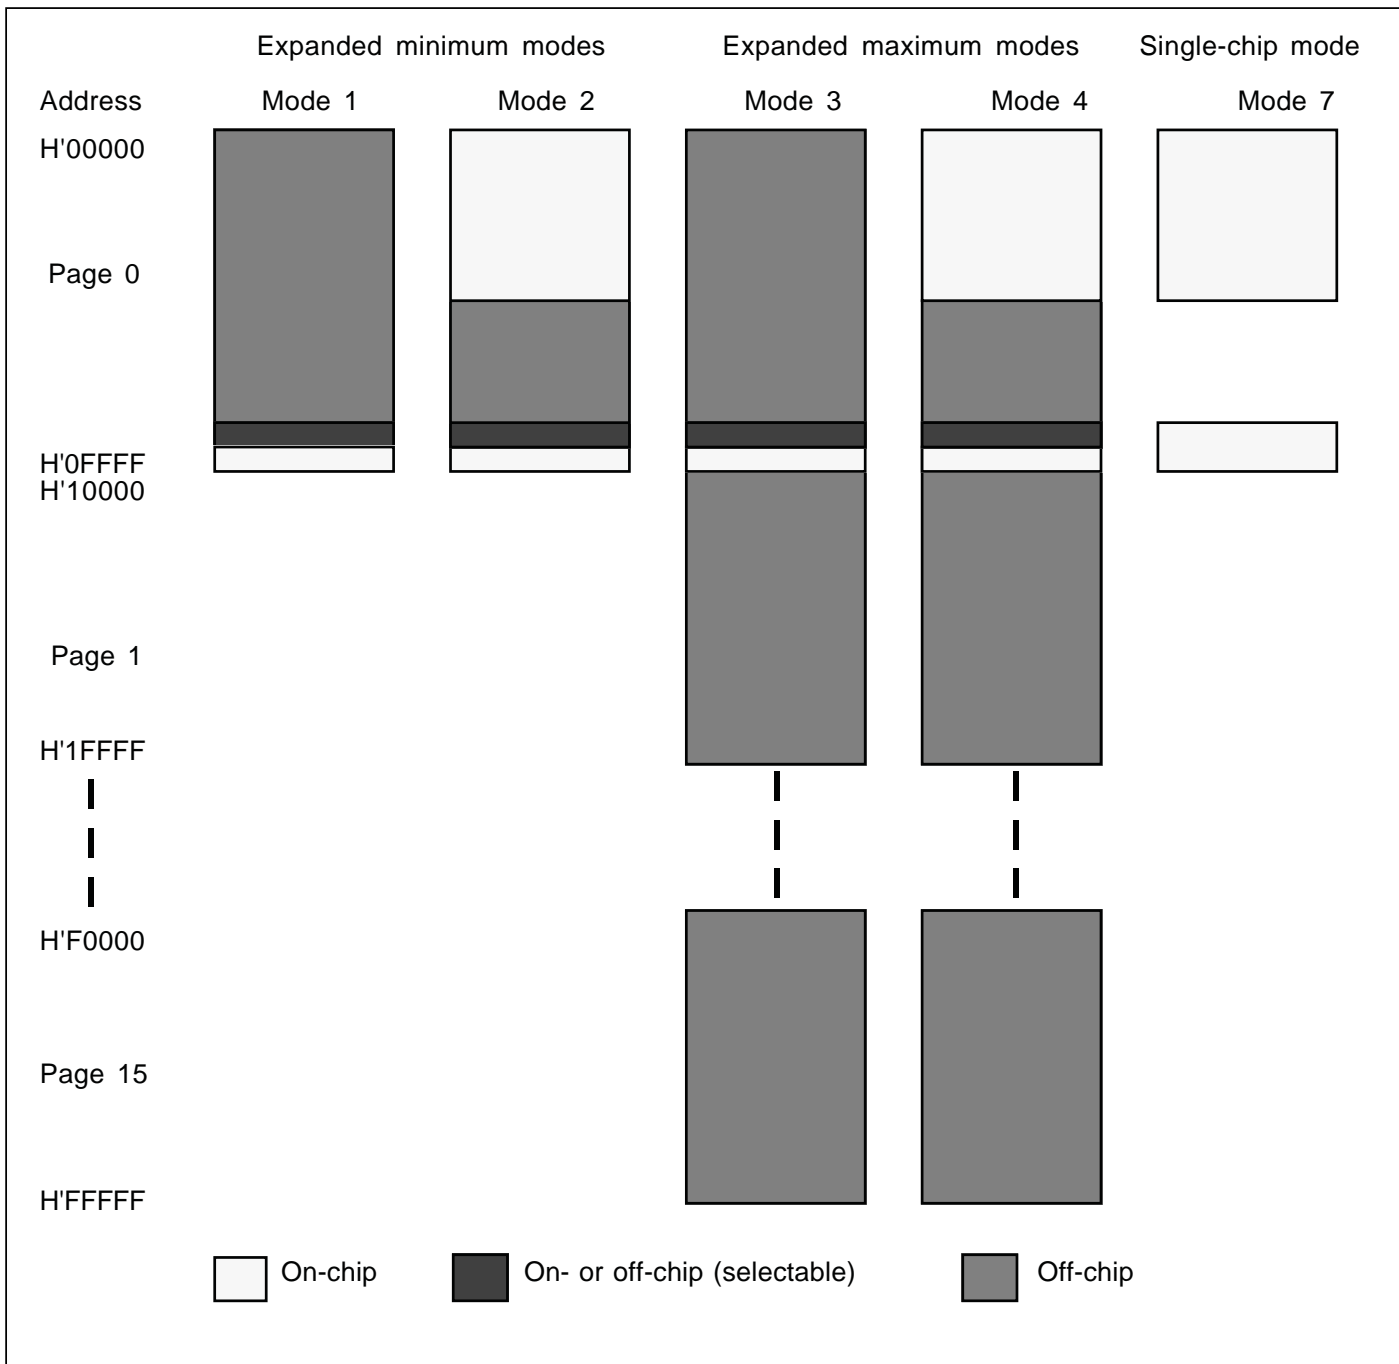 Expanded minimum modes Expanded maximum modes Single-chip mode
Address Mode 1 Mode 2 Mode 3 Mode 4 Mode 7
H'00000
Page 0
H'0FFFF
H'10000
Page 1
H'1FFFF
H'F0000
Page 15
H'FFFFF
On-chip On- or off-chip (selectable) Off-chip